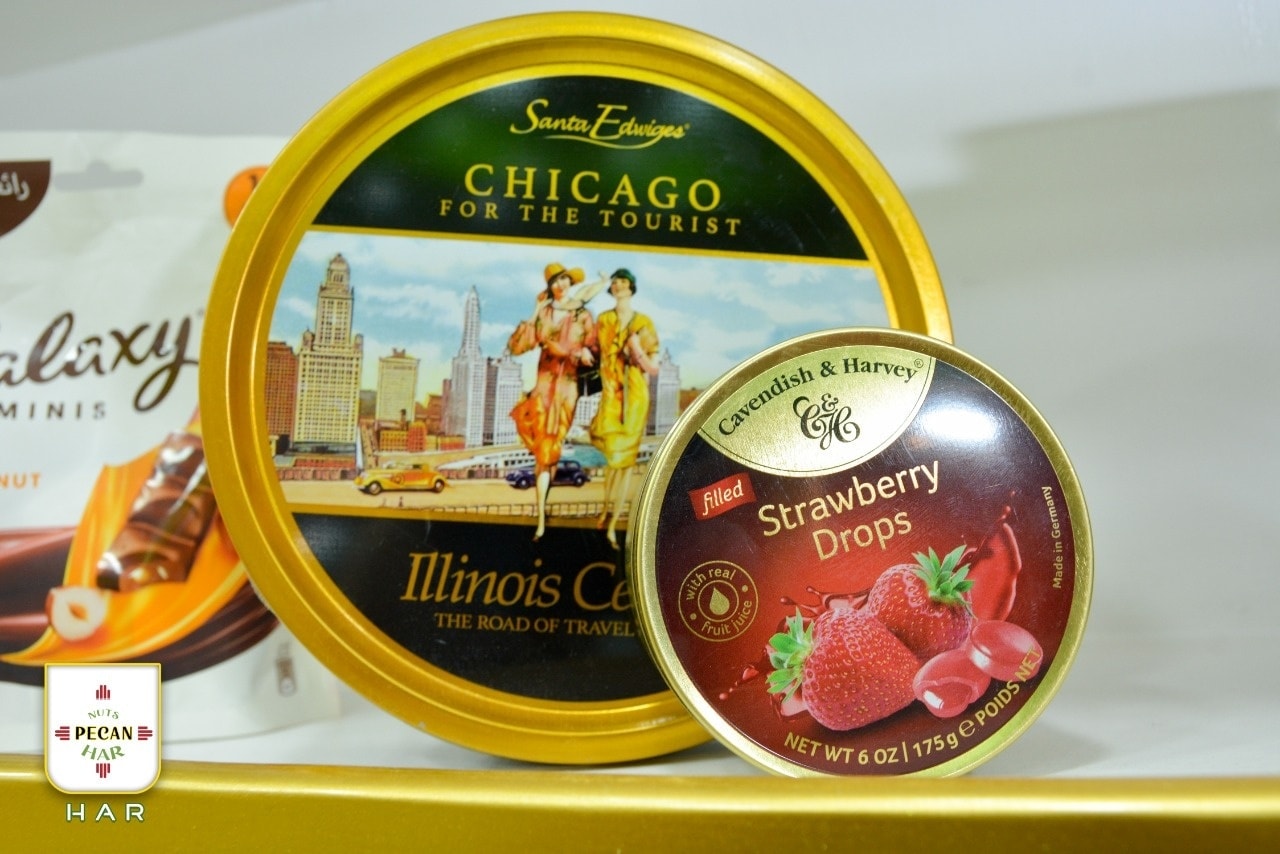 Santa Edwiges®
CHICAGO
FOR THE TOURIST
Illinois Ce
THE ROAD OF TRAVEL
Cavendish & Harvey®
C&H
filled
Strawberry
Drops
with real
fruit juice
Made in Germany
NET WT 6 OZ | 175g ℮ POIDS NET
رائ
alaxy
MINIS
NUT
NUTS
PECAN
HAR
HAR